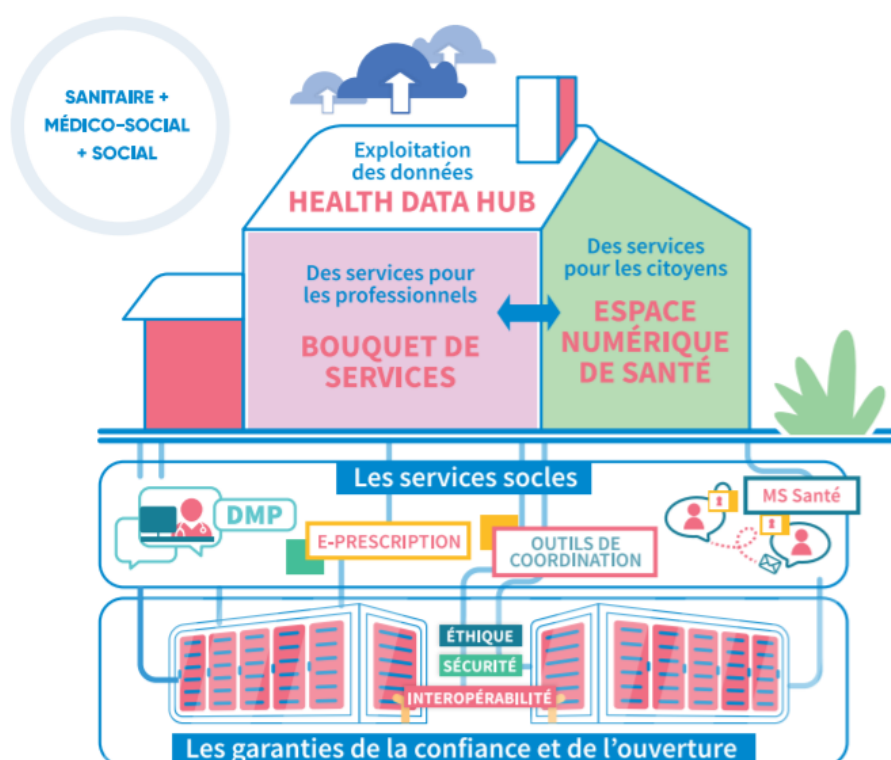 SANITAIRE +
MÉDICO-SOCIAL
+ SOCIAL
Exploitation
des données
HEALTH DATA HUB
Des services pour
les professionnels
BOUQUET DE
SERVICES
Des services
pour les citoyens
ESPACE
NUMÉRIQUE
DE SANTÉ
Les services socles
DMP
E-PRESCRIPTION
OUTILS DE
COORDINATION
MS Santé
ÉTHIQUE
SÉCURITÉ
INTEROPÉRABILITÉ
Les garanties de la confiance et de l'ouverture